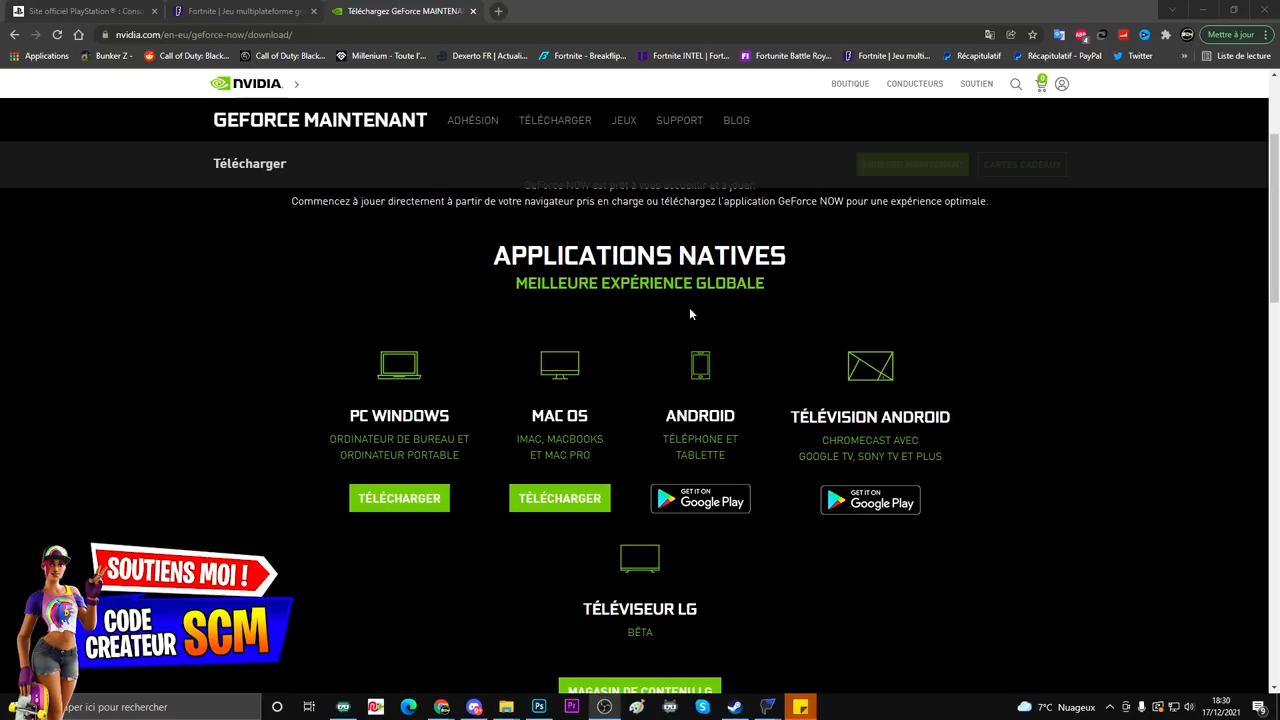 Site officiel PlayStation® : Cons
Fortnite | Jeu multiplateforme g
Téléchargez GeForce MAINTENA
nvidia.com/en-eu/geforce-now/download/
Mettre à jour
Applications
Bunker Z -
Call of Duty: Black...
Call of Duty: Black...
Millenium - Toute l'...
Dexerto FR | Actuali...
Fortnite - Breakflip...
Fortnite INTEL | Fort...
Fortunite Battle Roy...
Fortnite | Jeu multi...
Récapitulatif
Récapitulatif - PayPal
Twitter
»
Liste de lecture
NVIDIA.
BOUTIQUE
CONDUCTEURS
SOUTIEN
0
GEFORCE MAINTENANT
ADHÉSION
TÉLÉCHARGER
JEUX
SUPPORT
BLOG
Télécharger
CARTES CADEAUX
GeForce NOW est prêt à vous accueillir et à jouer.
Commencez à jouer directement à partir de votre navigateur pris en charge ou téléchargez l'application GeForce NOW pour une expérience optimale.
APPLICATIONS NATIVES
MEILLEURE EXPÉRIENCE GLOBALE
PC WINDOWS
ORDINATEUR DE BUREAU ET
ORDINATEUR PORTABLE
TÉLÉCHARGER
MAC OS
IMAC, MACBOOKS
ET MAC PRO
TÉLÉCHARGER
ANDROID
TÉLÉPHONE ET
TABLETTE
GET IT ON
Google Play
TÉLÉVISION ANDROID
CHROMECAST AVEC
GOOGLE TV, SONY TV ET PLUS
GET IT ON
Google Play
TÉLÉVISEUR LG
BÊTA
MAGASIN DE CONTENU LG
SOUTIENS MOI !
CODE
CREATEUR SCM
per ici pour rechercher
7°C Nuageux
18:30
17/12/2021